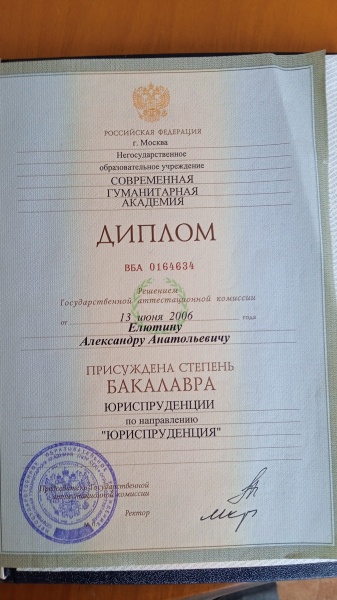 РОССИЙСКАЯ ФЕДЕРАЦИЯ
г. Москва
Негосударственное
образовательное учреждение
СОВРЕМЕННАЯ
ГУМАНИТАРНАЯ
АКАДЕМИЯ
ДИПЛОМ
ВБА 0164634
Решением
Государственной аттестационной комиссии
от 13 июня 2006 года
Елютину
Александру Анатольевичу
ПРИСУЖДЕНА СТЕПЕНЬ
БАКАЛАВРА
ЮРИСПРУДЕНЦИИ
по направлению
"ЮРИСПРУДЕНЦИЯ"
Председатель Государственной
аттестационной комиссии
Ректор